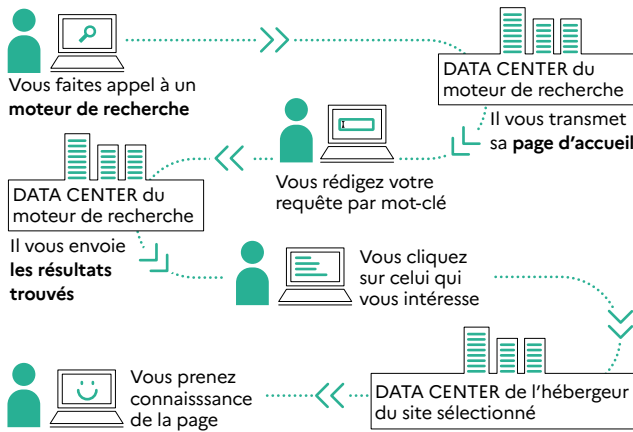 Vous faites appel à un
moteur de recherche
DATA CENTER du
moteur de recherche
Il vous transmet
sa page d'accueil
Vous rédigez votre
requête par mot-clé
DATA CENTER du
moteur de recherche
Il vous envoie
les résultats
trouvés
Vous cliquez
sur celui qui
vous intéresse
DATA CENTER de l'hébergeur
du site sélectionné
Vous prenez
connaisssance
de la page